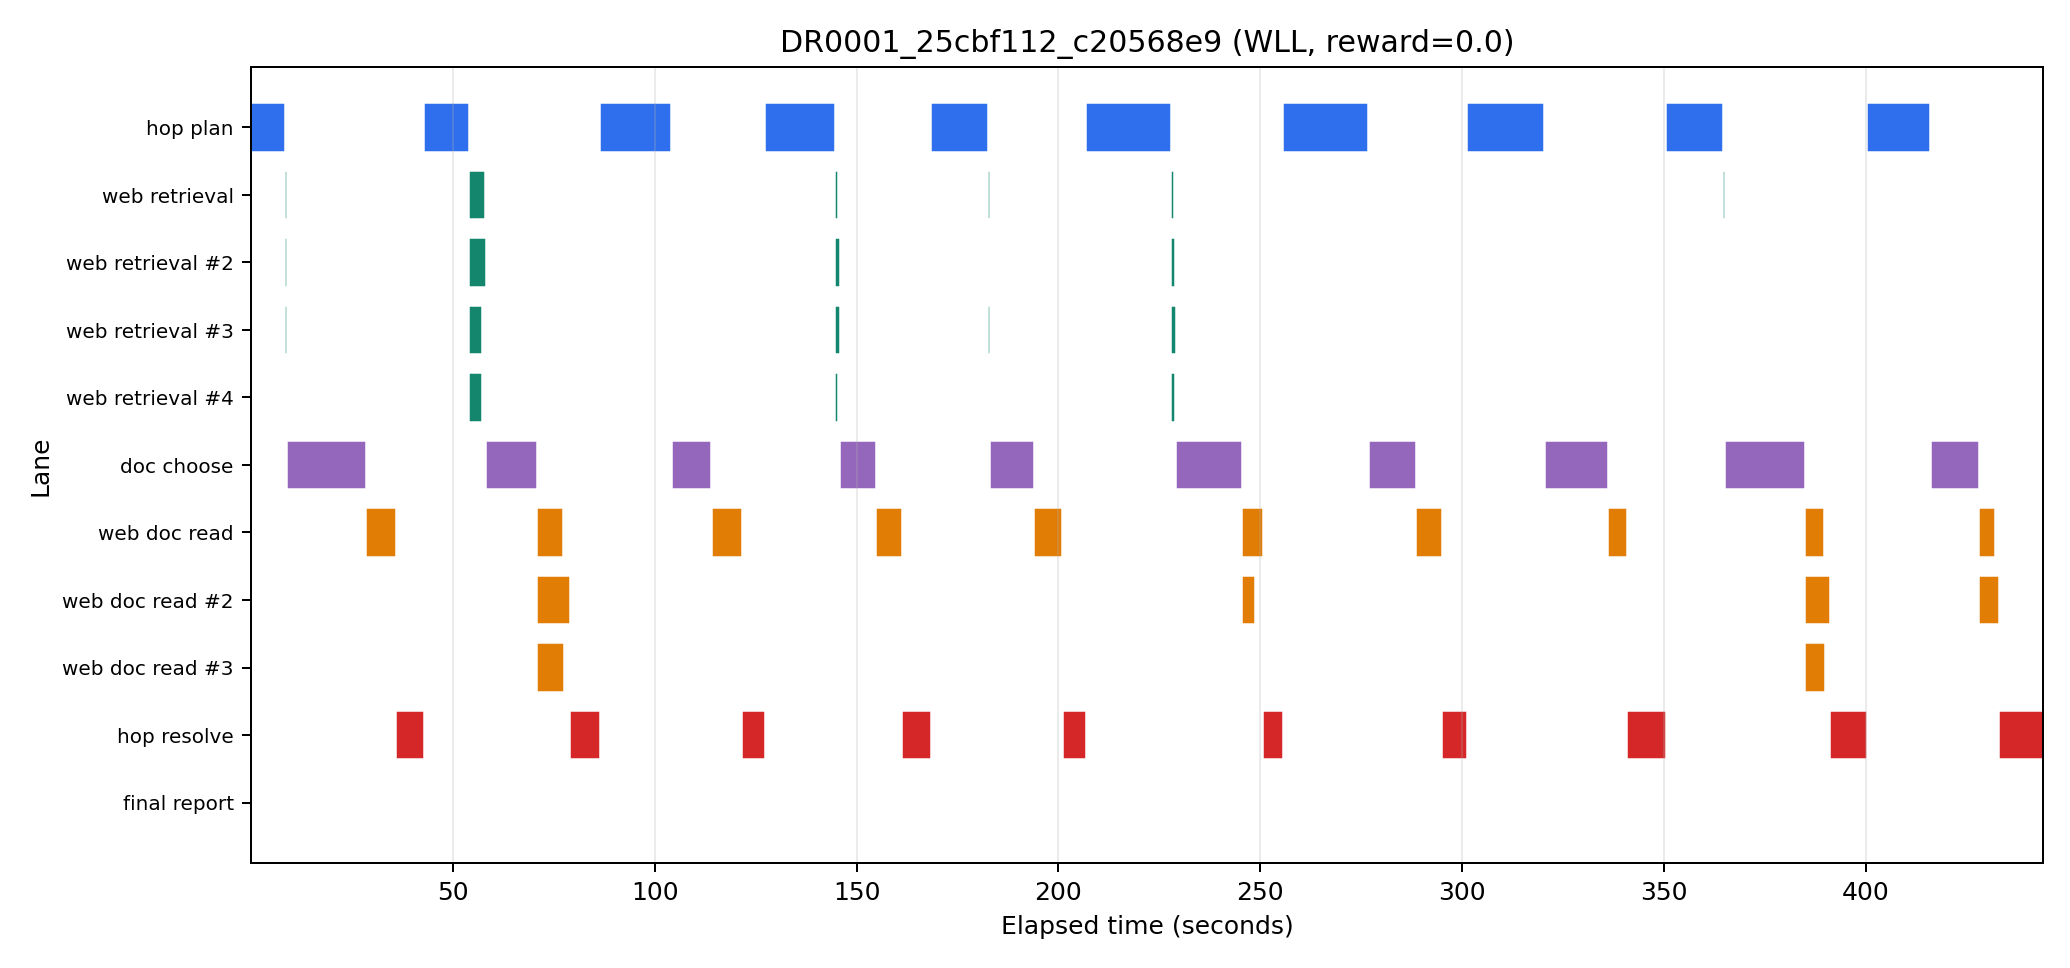 DR0001_25cbf112_c20568e9 (WLL, reward=0.0)
hop plan
web retrieval
web retrieval #2
web retrieval #3
web retrieval #4
doc choose
web doc read
web doc read #2
web doc read #3
hop resolve
final report
Lane
50 100 150 200 250 300 350 400
Elapsed time (seconds)